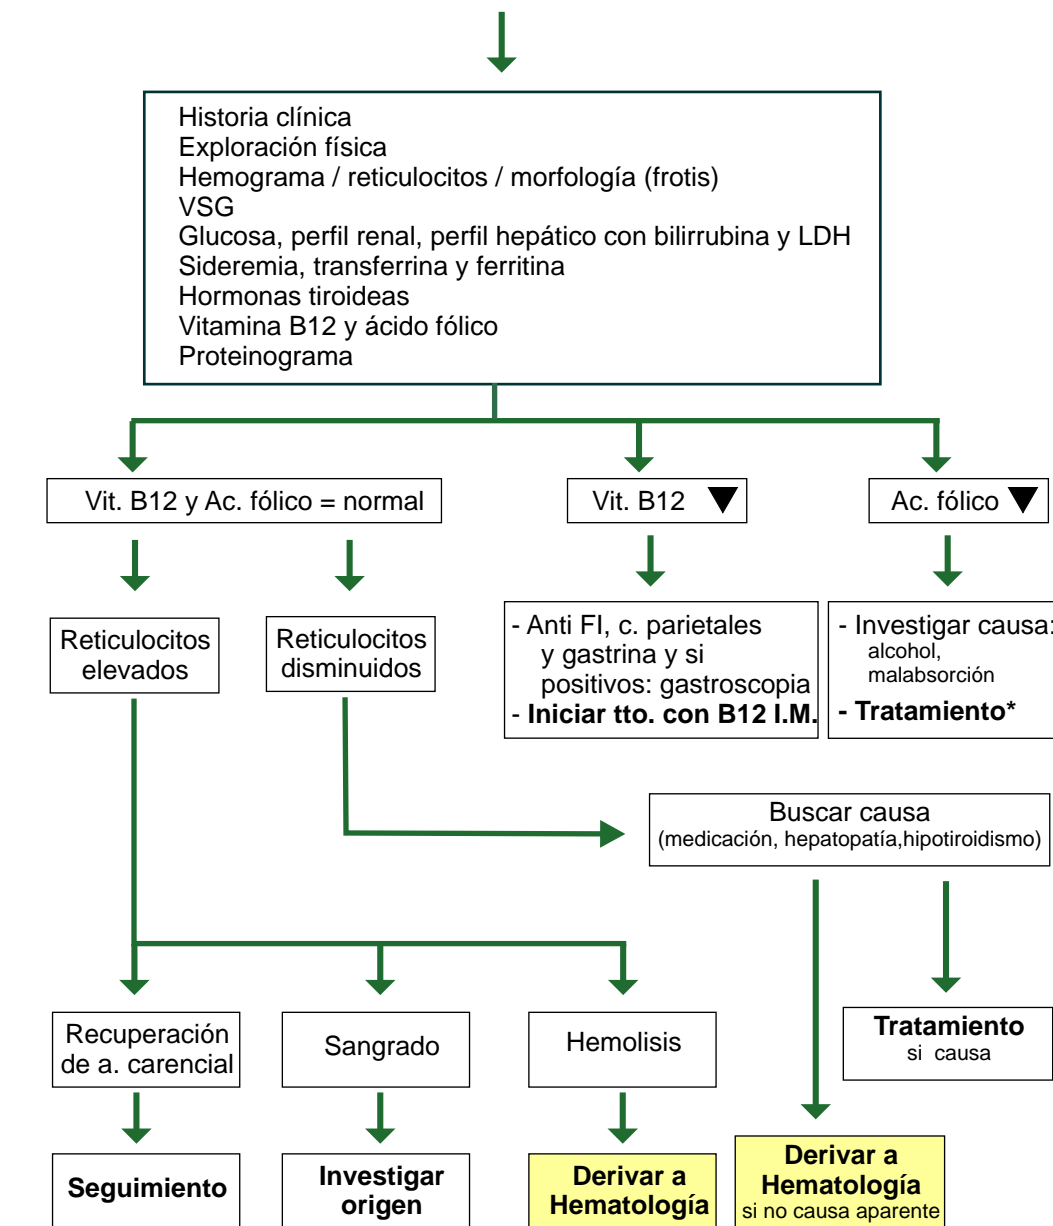 Historia clínica
Exploración física
Hemograma / reticulocitos / morfología (frotis)
VSG
Glucosa, perfil renal, perfil hepático con bilirrubina y LDH
Sideremia, transferrina y ferritina
Hormonas tiroideas
Vitamina B12 y ácido fólico
Proteinograma
Vit. B12 y Ac. fólico = normal
Vit. B12 ▼
Ac. fólico ▼
Reticulocitos
elevados
Reticulocitos
disminuidos
- Anti FI, c. parietales
y gastrina y si
positivos: gastroscopia
- Iniciar tto. con B12 I.M.
- Investigar causa:
alcohol,
malabsorción
- Tratamiento*
Buscar causa
(medicación, hepatopatía,hipotiroidismo)
Recuperación
de a. carencial
Sangrado
Hemolisis
Tratamiento
si causa
Seguimiento
Investigar
origen
Derivar a
Hematología
Derivar a
Hematología
si no causa aparente